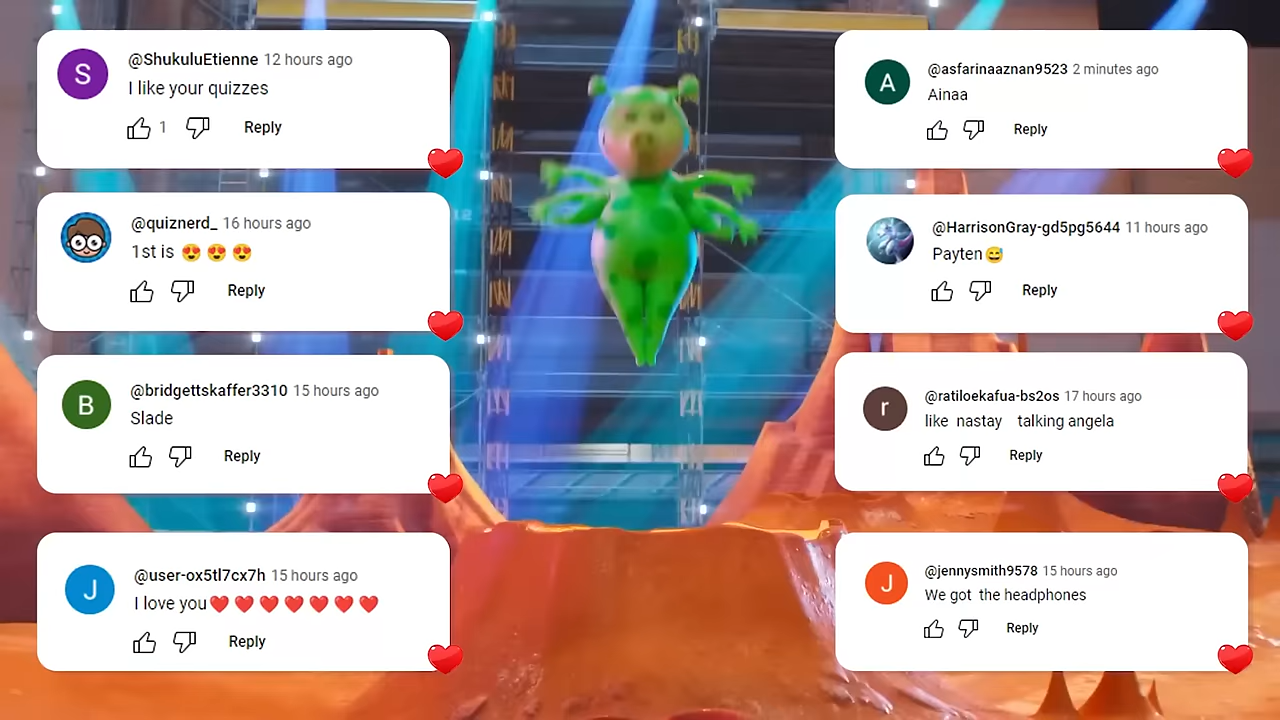 @ShukuluEtienne 12 hours ago
I like your quizzes
1 Reply
@quiznerd_ 16 hours ago
1st is 😍 😍 😍
Reply
@bridgettskaffer3310 15 hours ago
Slade
Reply
@user-ox5tl7cx7h 15 hours ago
I love you❤️ ❤️ ❤️ ❤️ ❤️ ❤️ ❤️
Reply
@asfarinaaznan9523 2 minutes ago
Ainaa
Reply
@HarrisonGray-gd5pg5644 11 hours ago
Payten😅
Reply
@ratiloekafua-bs2os 17 hours ago
like nastay talking angela
Reply
@jennysmith9578 15 hours ago
We got the headphones
Reply
S
B
J
A
r
J